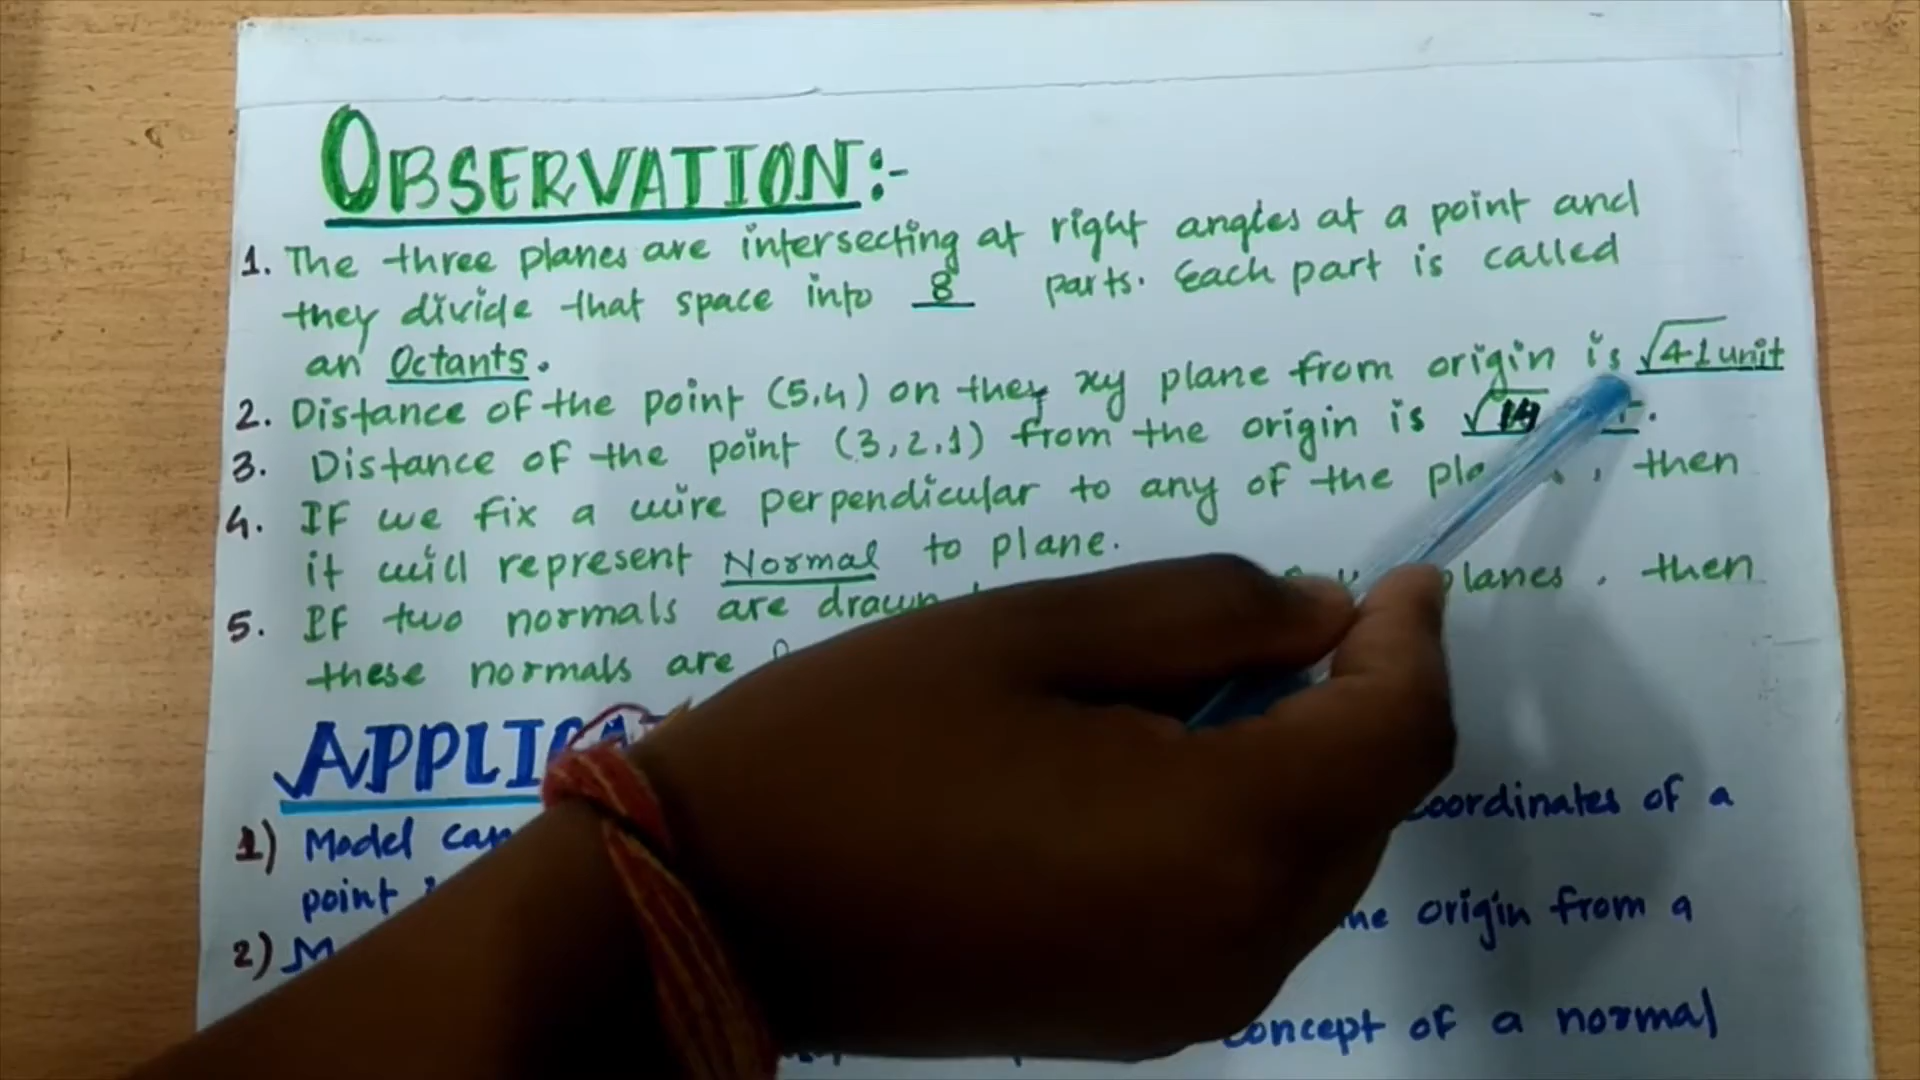 OBSERVATION:-
1. The three planes are intersecting at right angles at a point and
they divide that space into 8 parts. Each part is called
an Octants.
2. Distance of the point (5,4) on they xy plane from origin is √41 unit
3. Distance of the point (3,2,1) from the origin is √14
4. If we fix a wire perpendicular to any of the then
it will represent Normal to plane.
5. If two normals are drawn planes, then
these normals are
1) Model can coordinates of a
point
2) origin from a
concept of a normal